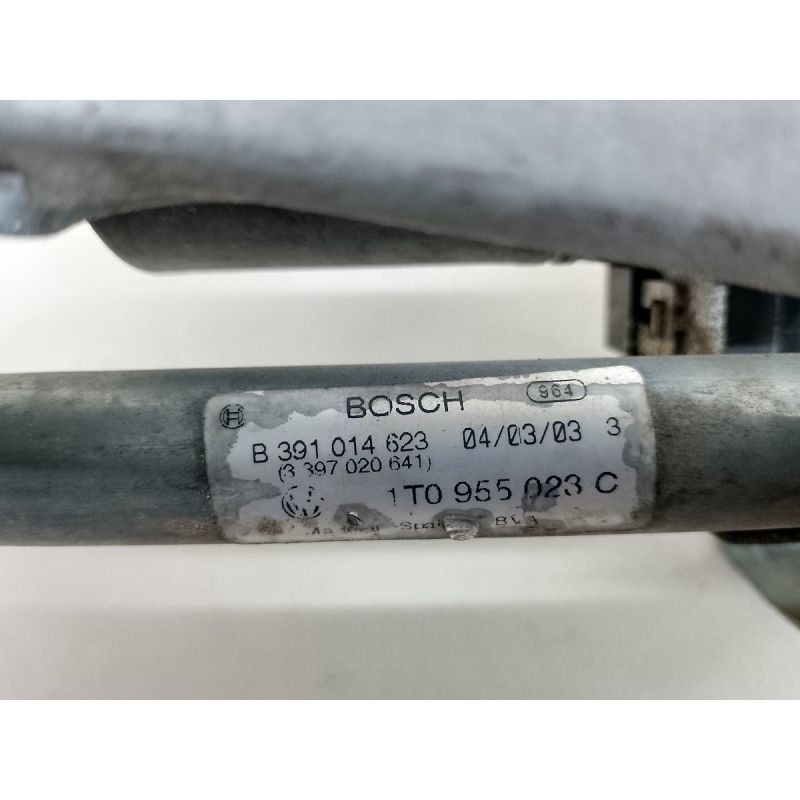 BOSCH 964
B 391 014 623 04/03/03 3
(3 397 020 641)
1T0 955 023 C